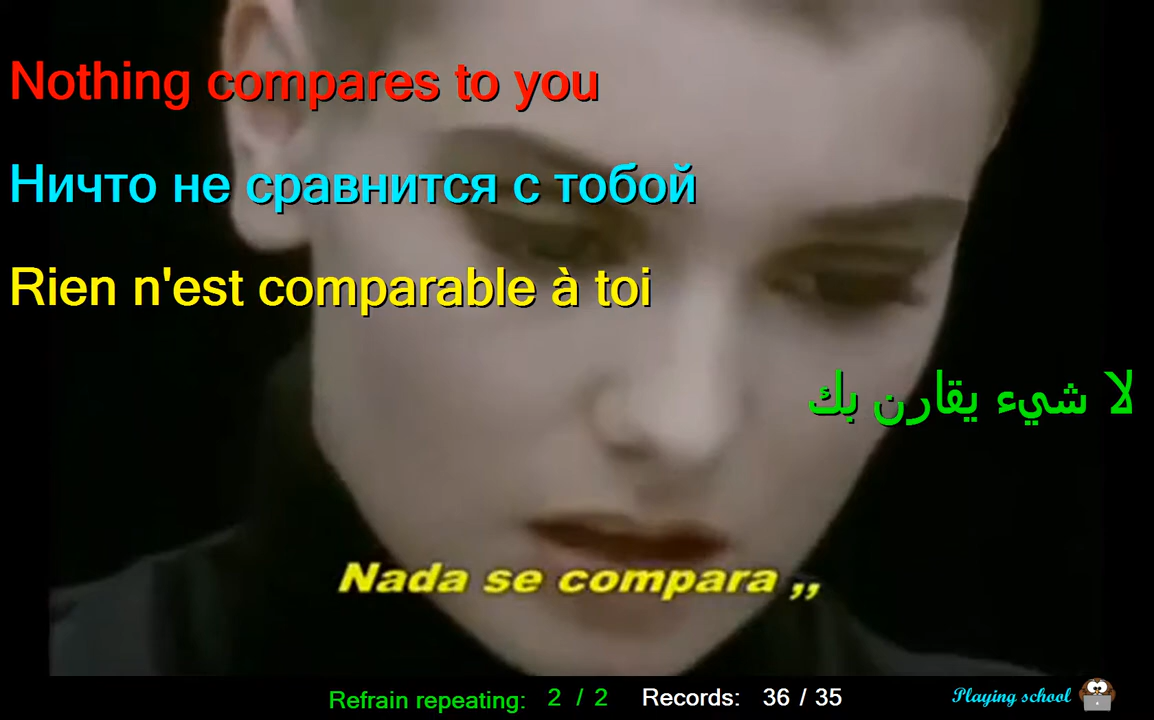 Nothing compares to you
Ничто не сравнится с тобой
Rien n'est comparable à toi
لا شيء يقارن بك
Nada se compara ,,
Refrain repeating: 2 / 2 Records: 36 / 35 Playing school